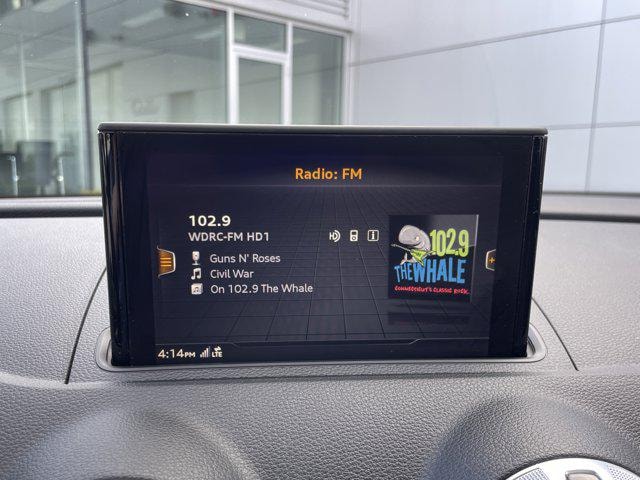 Radio: FM
102.9
WDRC-FM HD1
Guns N' Roses
Civil War
On 102.9 The Whale
102.9
THE WHALE
CONNECTICUT'S CLASSIC ROCK.
4:14PM LTE